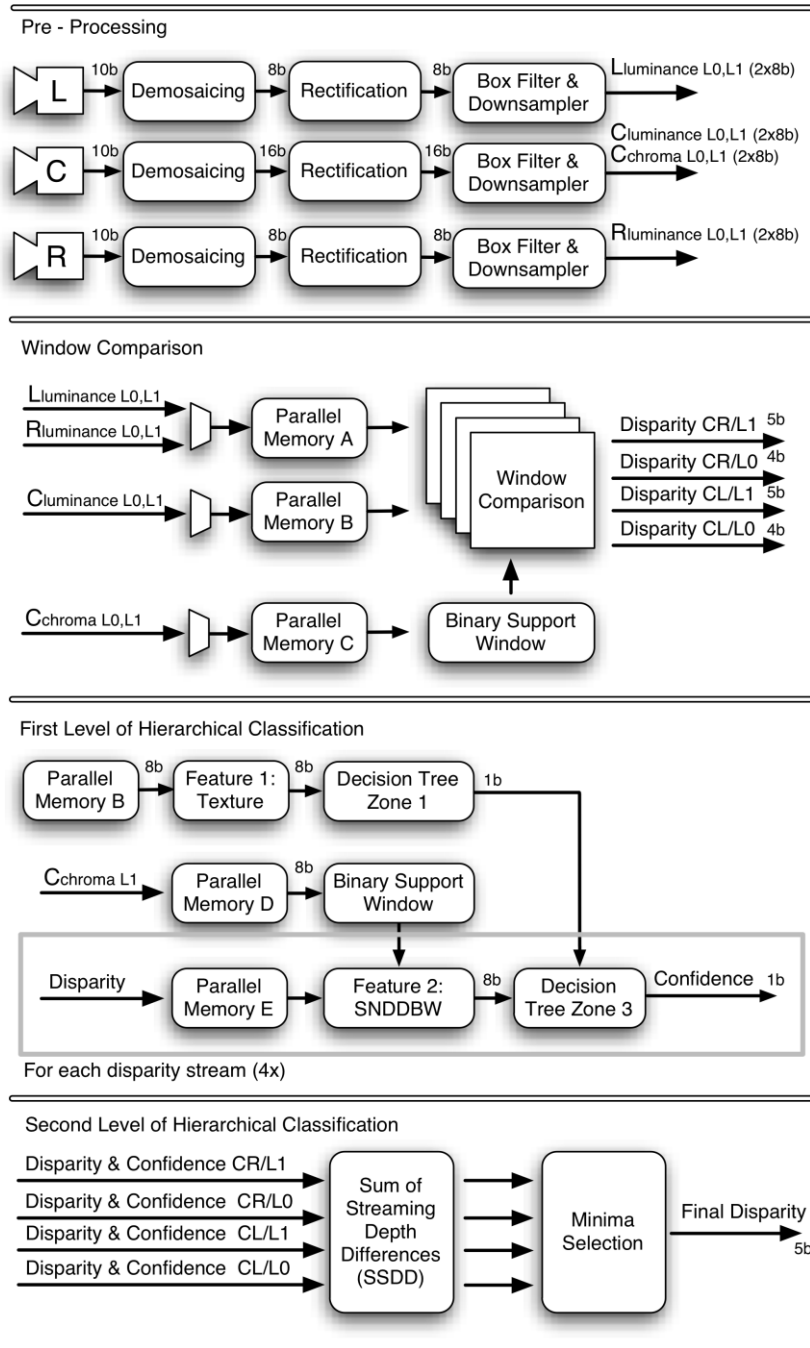 Pre - Processing
L 10b Demosaicing 8b Rectification 8b Box Filter & Downsampler Lluminance L0,L1 (2x8b)
Cluminance L0,L1 (2x8b)
C 10b Demosaicing 16b Rectification 16b Box Filter & Downsampler Cchroma L0,L1 (2x8b)
R 10b Demosaicing 8b Rectification 8b Box Filter & Downsampler Rluminance L0,L1 (2x8b)
Window Comparison
Lluminance L0,L1
Rluminance L0,L1
Parallel
Memory A
Cluminance L0,L1
Parallel
Memory B
Cchroma L0,L1
Parallel
Memory C
Window
Comparison
Binary Support
Window
Disparity CR/L1 5b
Disparity CR/L0 4b
Disparity CL/L1 5b
Disparity CL/L0 4b
First Level of Hierarchical Classification
Parallel
Memory B
8b
Feature 1:
Texture
8b
Decision Tree
Zone 1
1b
Cchroma L1
Parallel
Memory D
8b
Binary Support
Window
Disparity
Parallel
Memory E
Feature 2:
SNDDBW
8b
Decision
Tree Zone 3
Confidence 1b
For each disparity stream (4x)
Second Level of Hierarchical Classification
Disparity & Confidence CR/L1
Disparity & Confidence CR/L0
Disparity & Confidence CL/L1
Disparity & Confidence CL/L0
Sum of
Streaming
Depth
Differences
(SSDD)
Minima
Selection
Final Disparity
5b